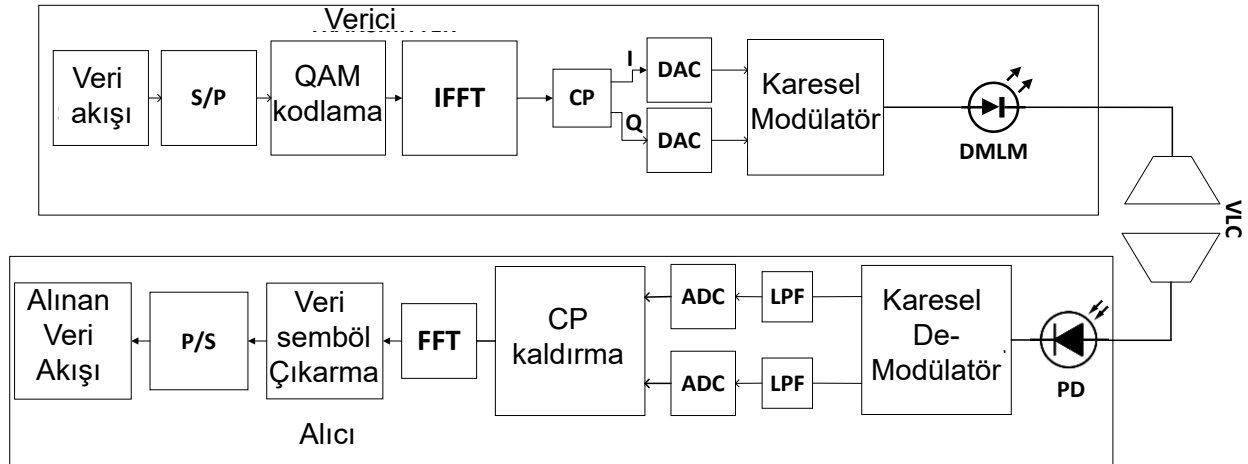 Verici
Veri
akışı
S/P
QAM
kodlama
IFFT
CP
I
Q
DAC
DAC
Karesel
Modülatör
DMLM
VLC
Alınan
Veri
Akışı
P/S
Veri
semböl
Çıkarma
FFT
CP
kaldırma
ADC
ADC
LPF
LPF
Karesel
De-
Modülatör
PD
Alıcı